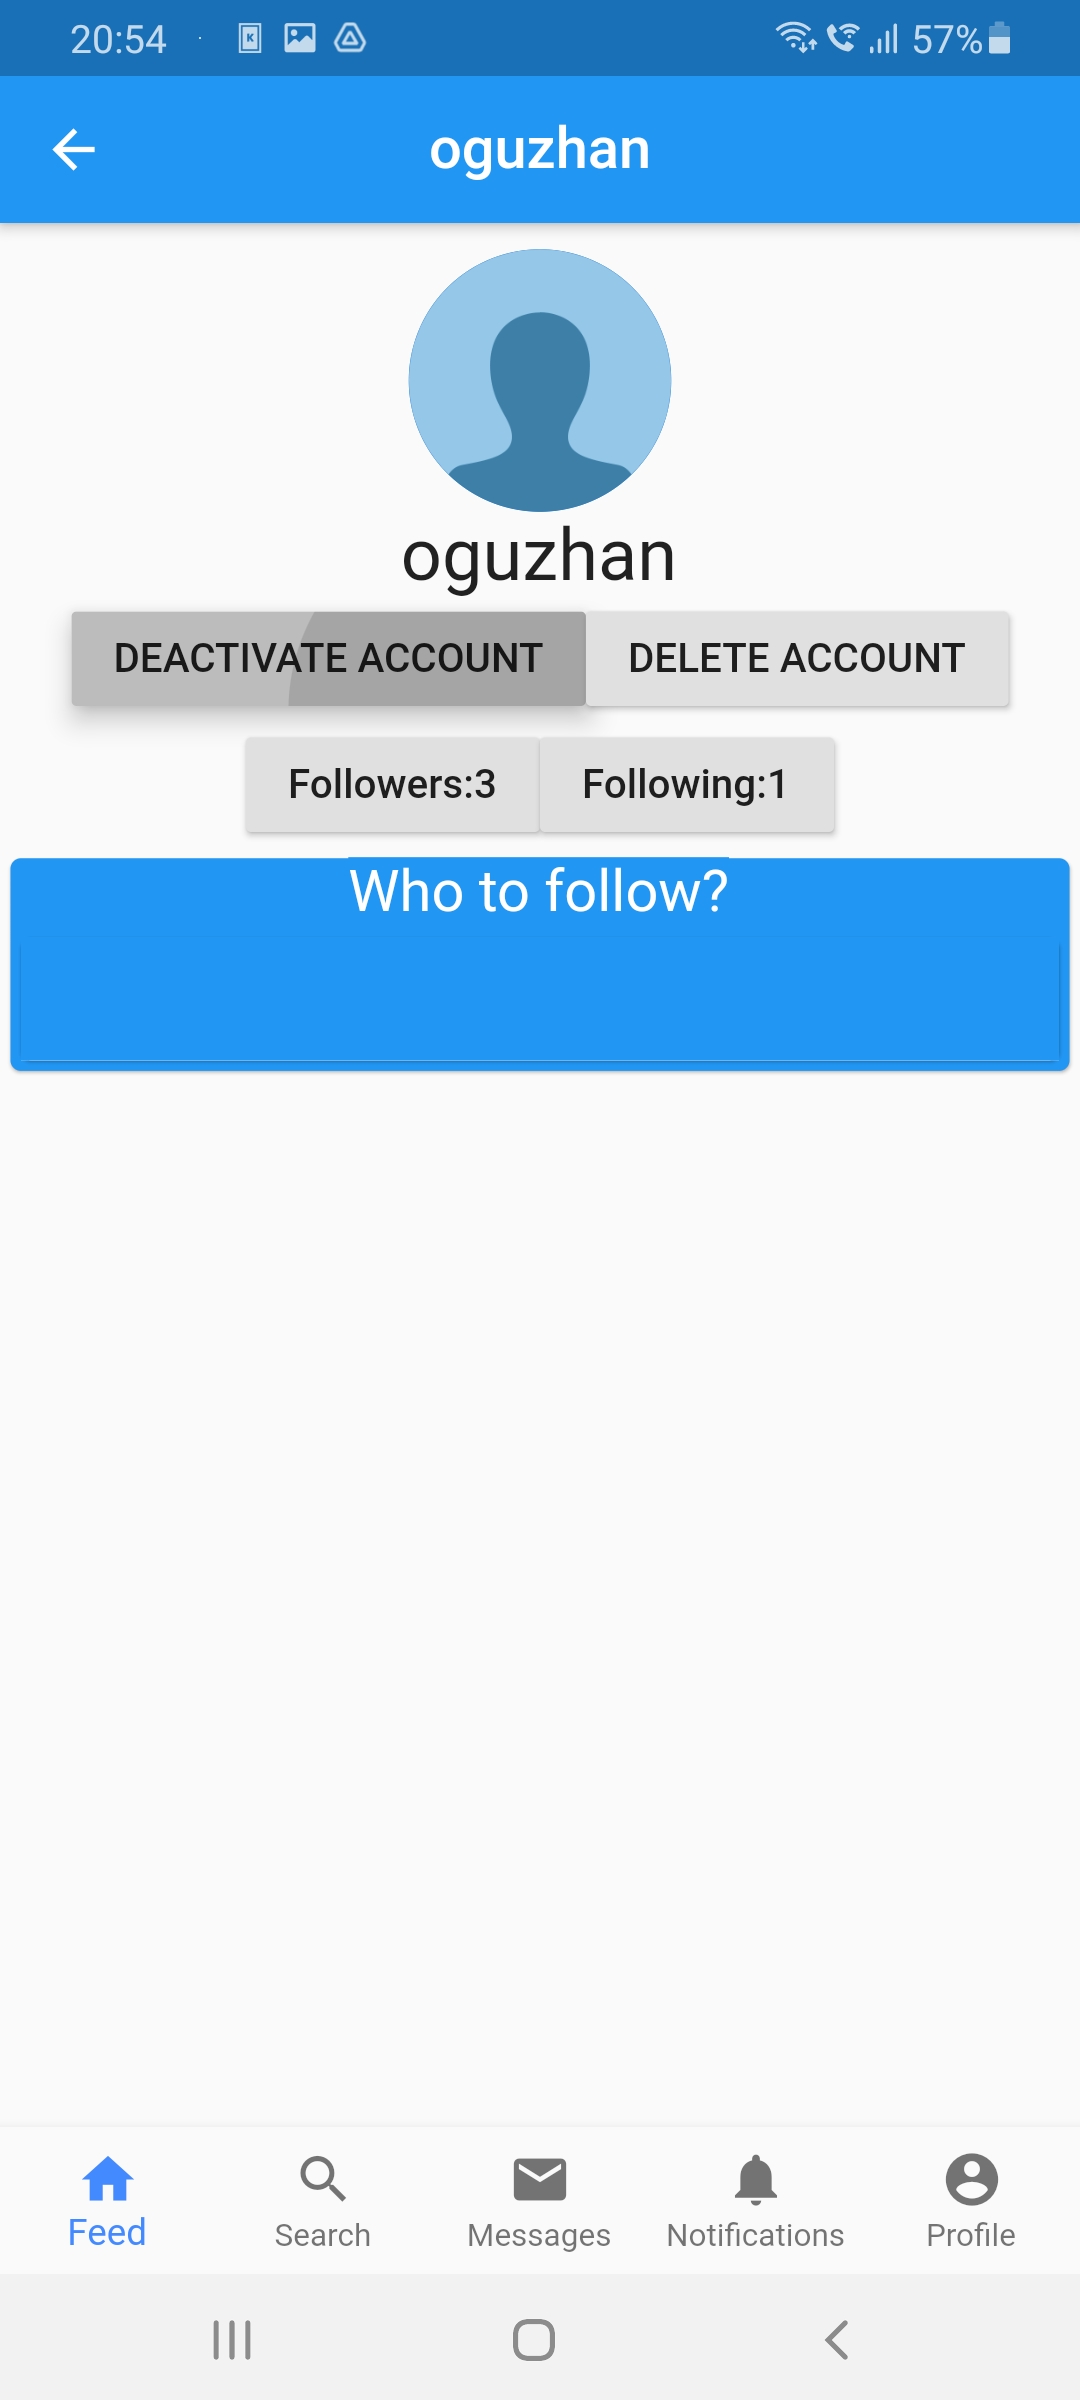 20:54 57%
oguzhan
oguzhan
DEACTIVATE ACCOUNT DELETE ACCOUNT
Followers:3 Following:1
Who to follow?
Feed Search Messages Notifications Profile